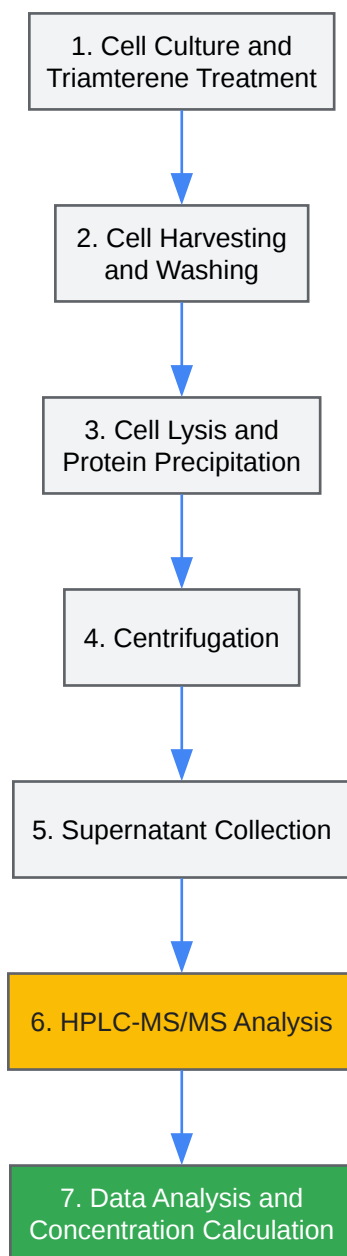 1. Cell Culture and
Triamterene Treatment
2. Cell Harvesting
and Washing
3. Cell Lysis and
Protein Precipitation
4. Centrifugation
5. Supernatant Collection
6. HPLC-MS/MS Analysis
7. Data Analysis and
Concentration Calculation